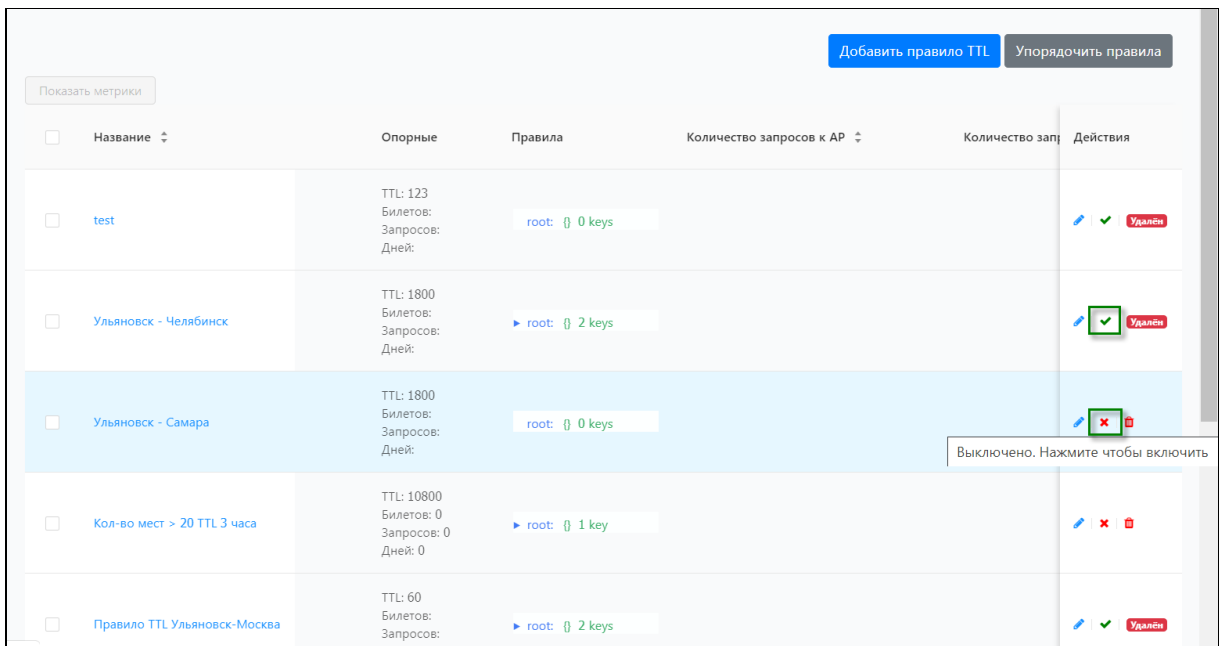 Добавить правило TTL Упорядочить правила
Показать метрики
Название Опорные Правила Количество запросов к АР Количество запр Действия
test
TTL: 123
Билетов:
Запросов:
Дней:
root: {} 0 keys
Удалён
Ульяновск - Челябинск
TTL: 1800
Билетов:
Запросов:
Дней:
root: {} 2 keys
Удалён
Ульяновск - Самара
TTL: 1800
Билетов:
Запросов:
Дней:
root: {} 0 keys
Выключено. Нажмите чтобы включить
Кол-во мест > 20 TTL 3 часа
TTL: 10800
Билетов: 0
Запросов: 0
Дней: 0
root: {} 1 key
Правило TTL Ульяновск-Москва
TTL: 60
Билетов:
Запросов:
root: {} 2 keys
Удалён